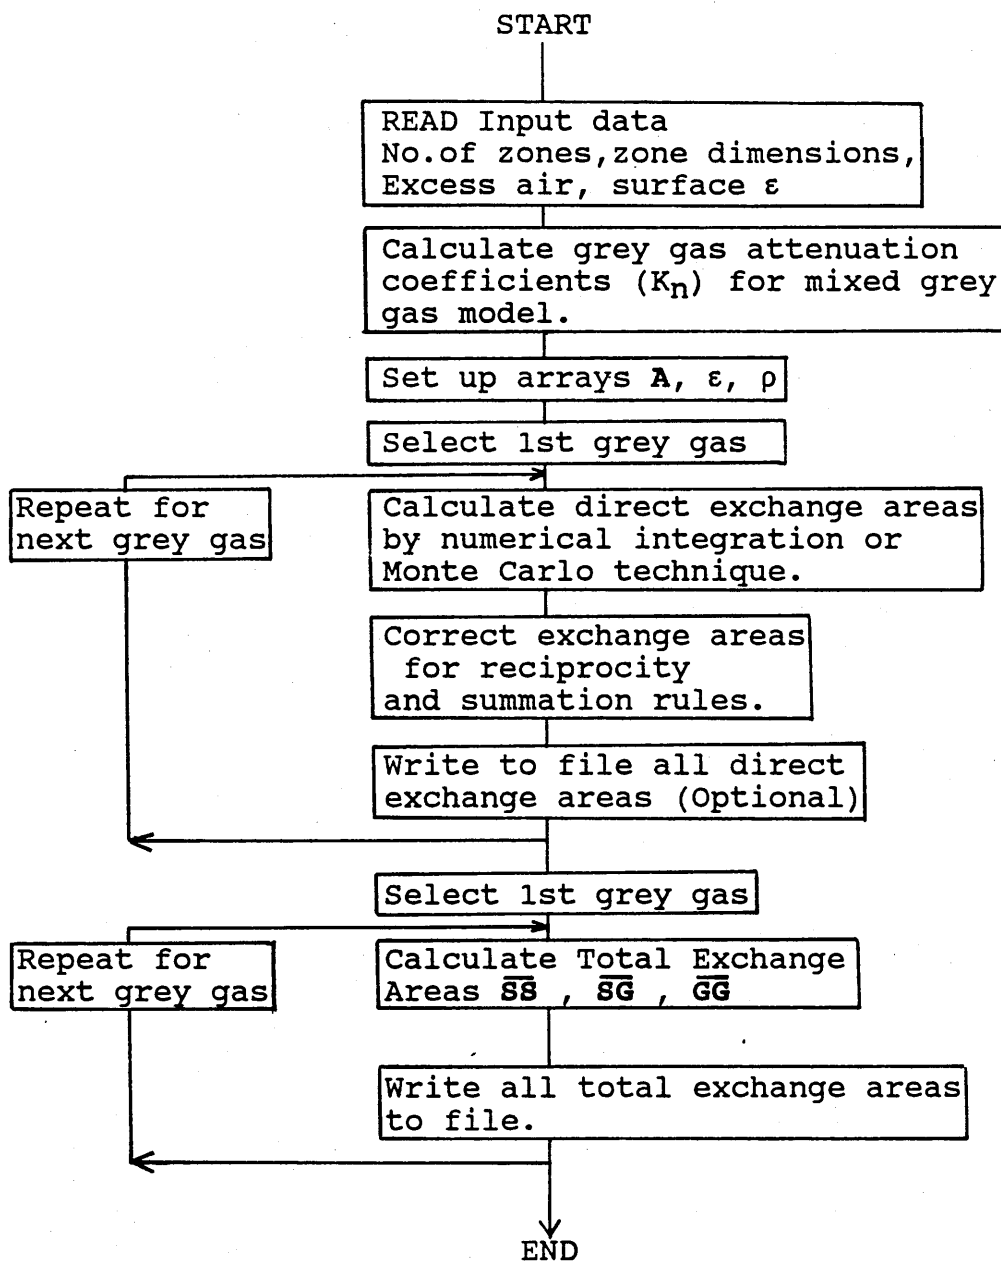 START
READ Input data
No.of zones,zone dimensions,
Excess air, surface ε
Calculate grey gas attenuation
coefficients (Kn) for mixed grey
gas model.
Set up arrays A, ε, ρ
Select 1st grey gas
Repeat for
next grey gas
Calculate direct exchange areas
by numerical integration or
Monte Carlo technique.
Correct exchange areas
for reciprocity
and summation rules.
Write to file all direct
exchange areas (Optional)
Select 1st grey gas
Repeat for
next grey gas
Calculate Total Exchange
Areas S̅S̅ , S̅G̅ , G̅G̅
Write all total exchange areas
to file.
END